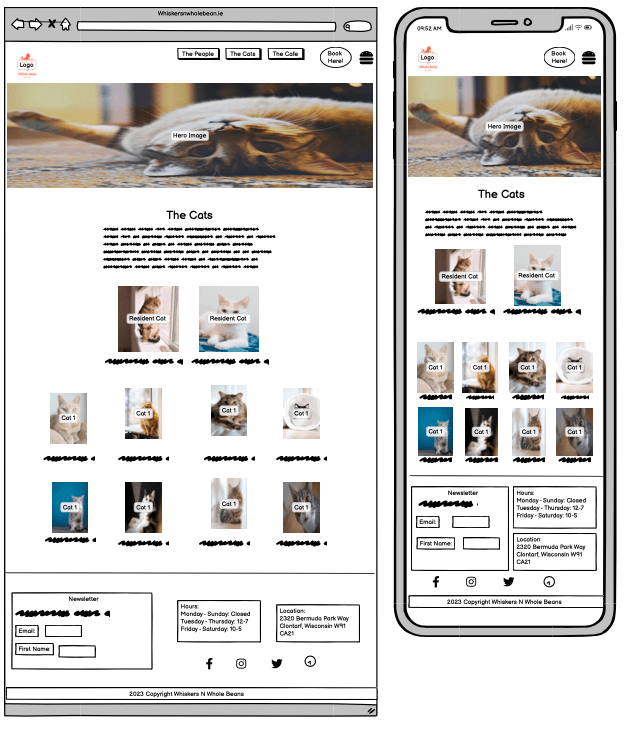 Whiskersnwholebean.ie
Logo
Whole Bean
The People
The Cats
The Cafe
Book
Here!
Hero Image
The Cats
Resident Cat
Resident Cat
Cat 1
Cat 1
Cat 1
Cat 1
Cat 1
Cat 1
Cat 1
Cat 1
Newsletter
Email:
First Name:
Hours:
Monday - Sunday: Closed
Tuesday - Thursday: 12-7
Friday - Saturday: 10-5
Location:
2320 Bermuda Park Way
Clontarf, Wisconsin W91
CA21
2023 Copyright Whiskers N Whole Beans
09:52 AM
Logo
Book
Here!
Hero Image
The Cats
Resident Cat
Resident Cat
Cat 1
Cat 1
Cat 1
Cat 1
Cat 1
Cat 1
Cat 1
Cat 1
Newsletter
Email:
First Name:
Hours:
Monday - Sunday: Closed
Tuesday - Thursday: 12-7
Friday - Saturday: 10-5
Location:
2320 Bermuda Park Way
Clontarf, Wisconsin W91
CA21
2023 Copyright Whiskers N Whole Beans